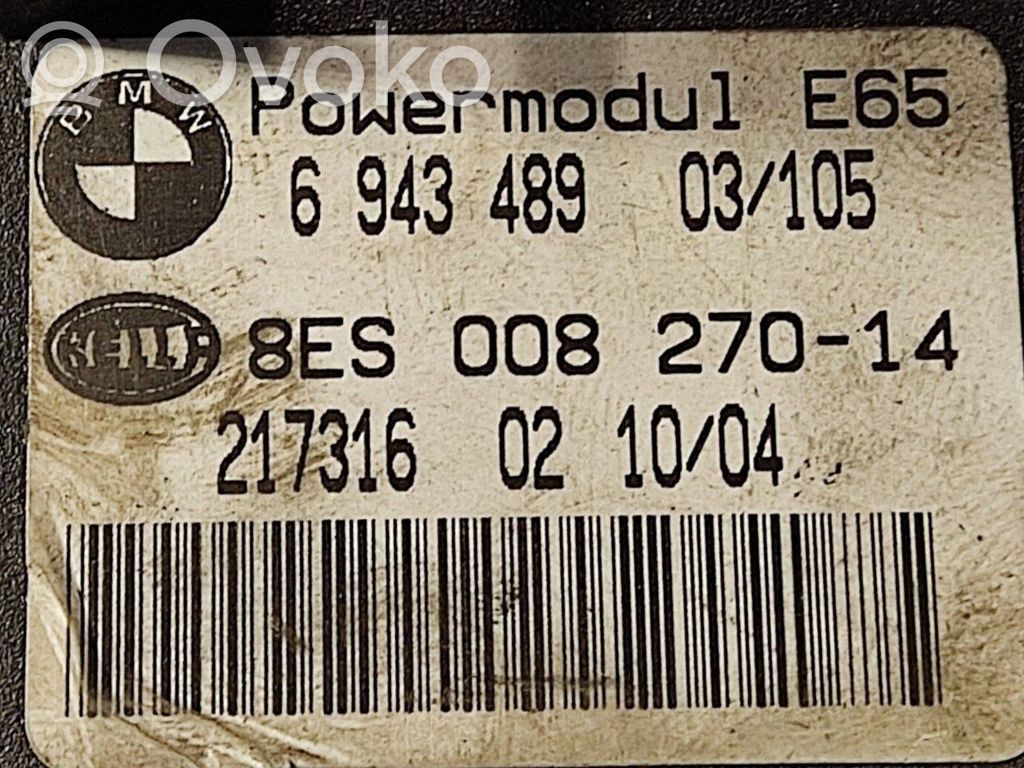 Ovoko
BMW
Powermodul E65
6 943 489 03/105
HELLA
8ES 008 270-14
217316 02 10/04